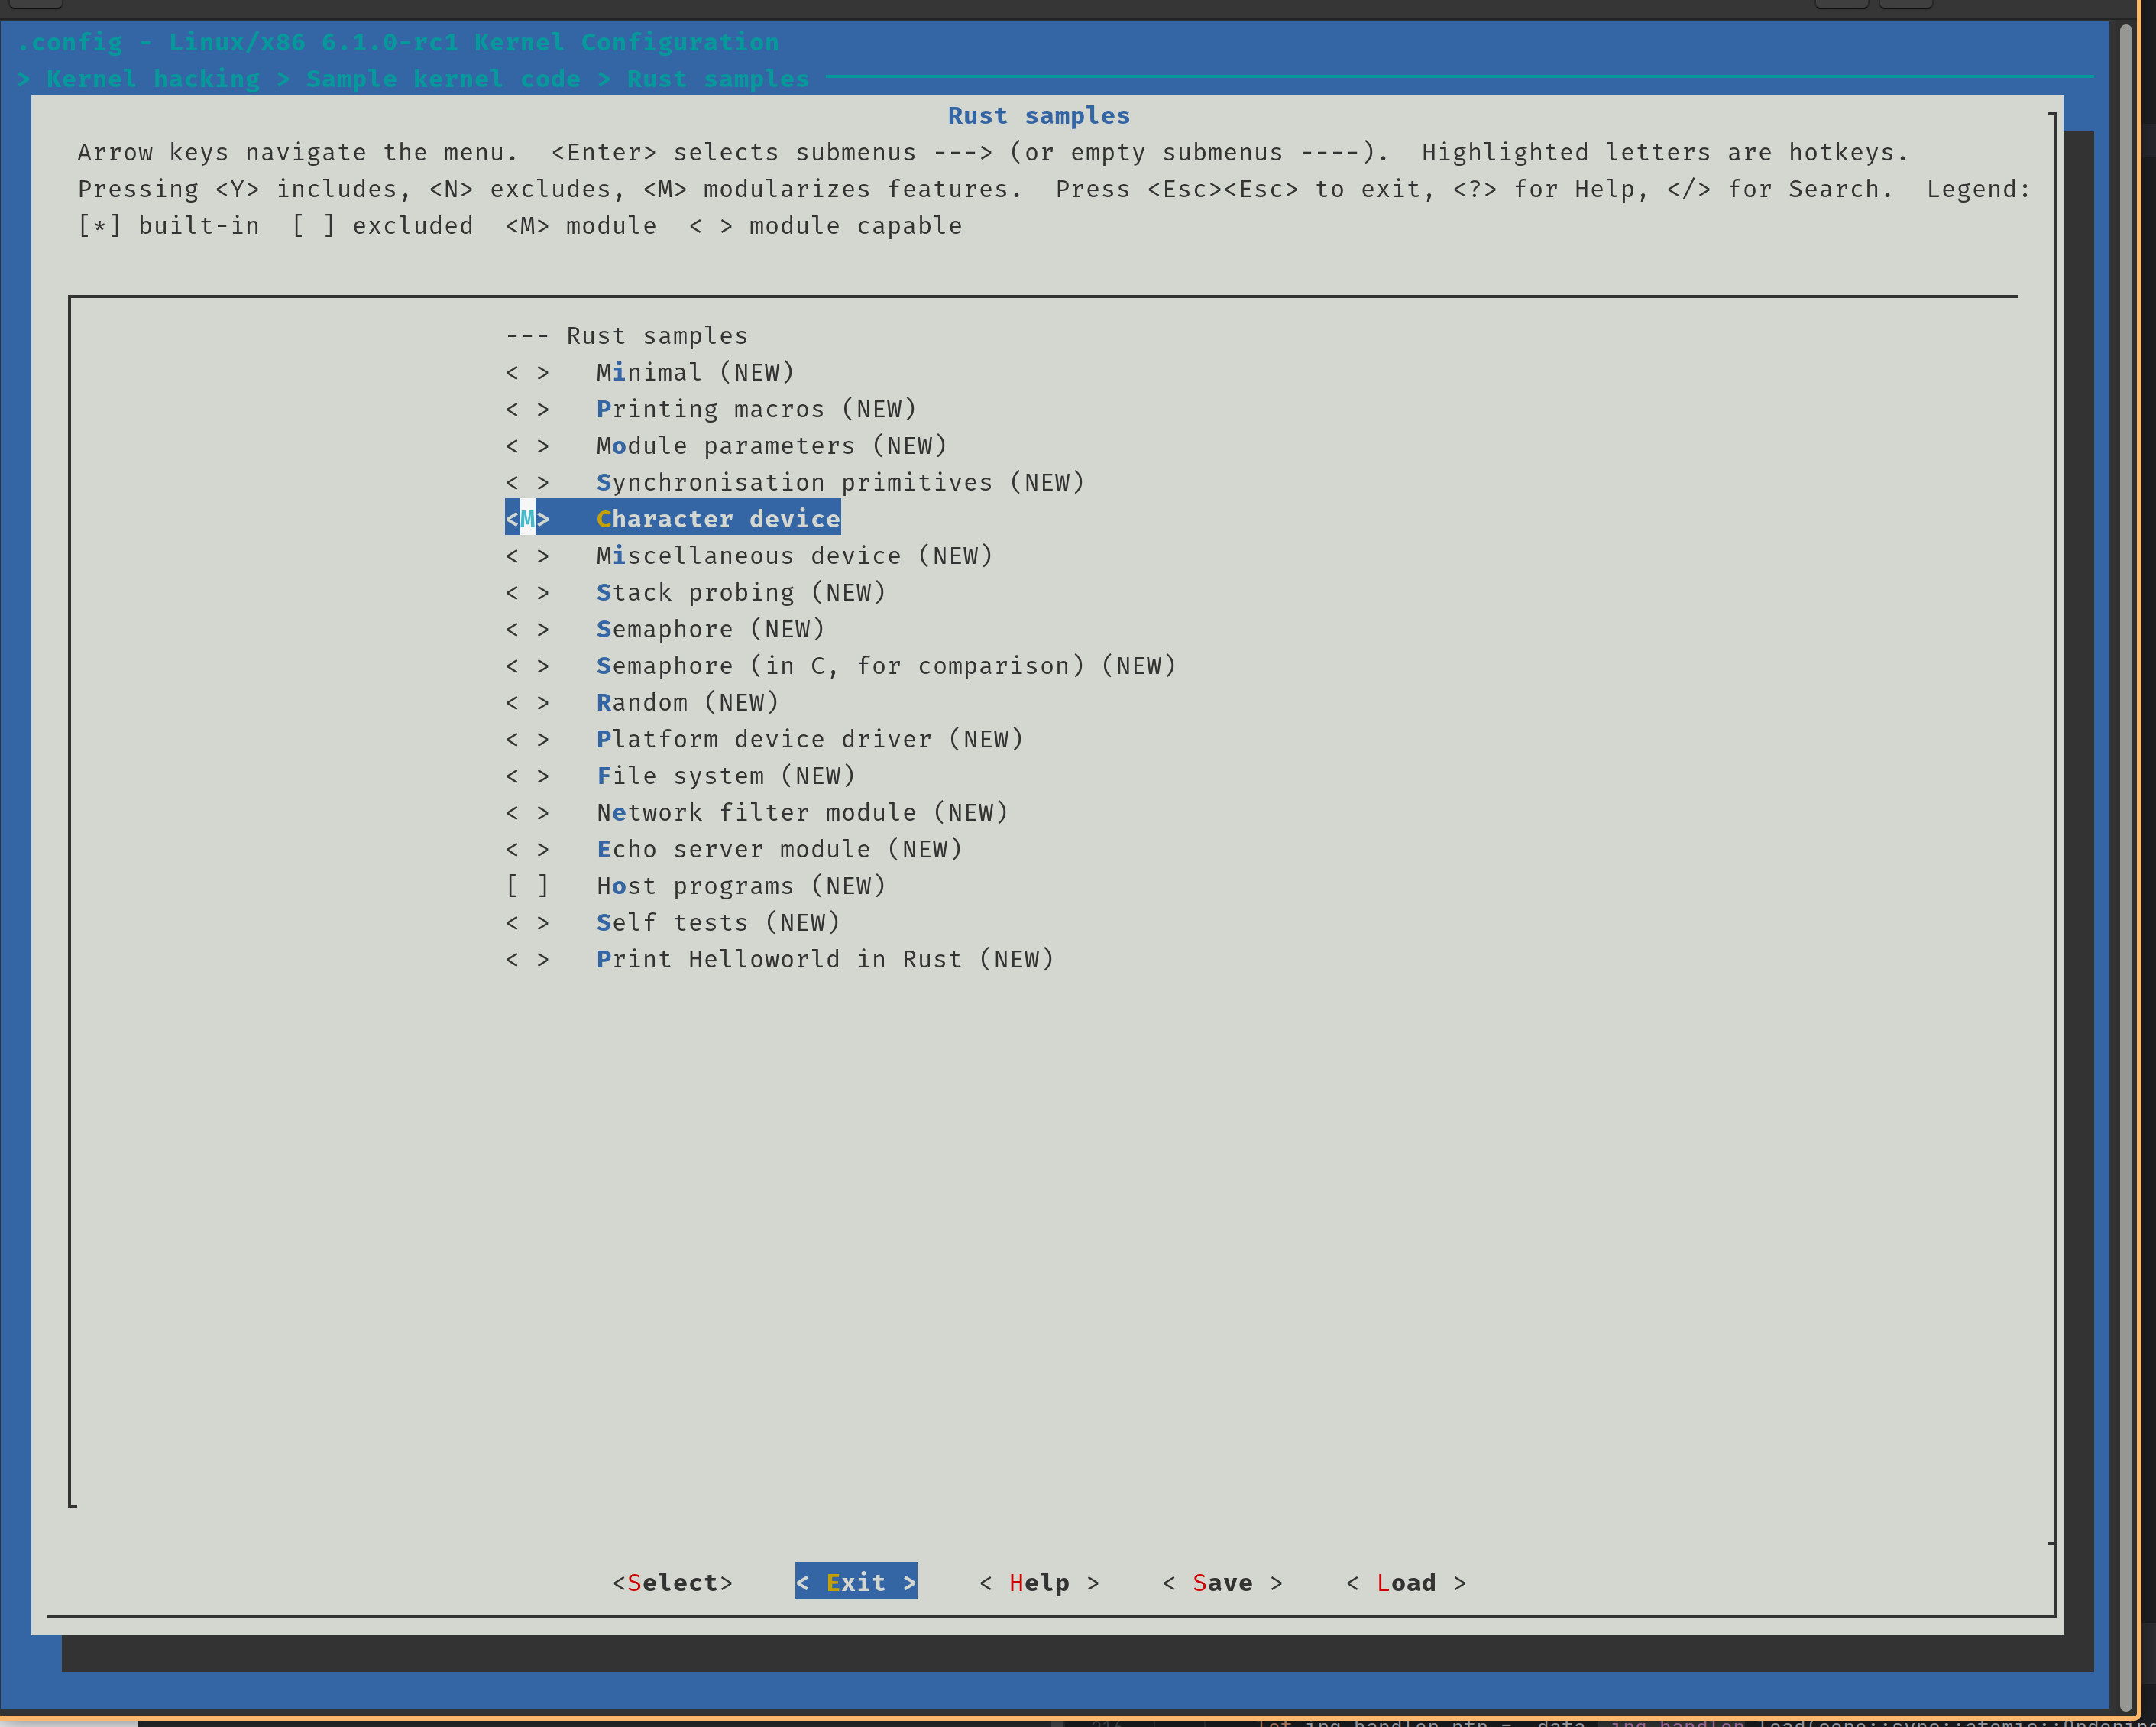 .config - Linux/x86 6.1.0-rc1 Kernel Configuration
> Kernel hacking > Sample kernel code > Rust samples
Rust samples
Arrow keys navigate the menu.  <Enter> selects submenus ---> (or empty submenus ----).  Highlighted letters are hotkeys.
Pressing <Y> includes, <N> excludes, <M> modularizes features.  Press <Esc><Esc> to exit, <?> for Help, </> for Search.  Legend:
[*] built-in  [ ] excluded  <M> module  < > module capable
--- Rust samples
< >   Minimal (NEW)
< >   Printing macros (NEW)
< >   Module parameters (NEW)
< >   Synchronisation primitives (NEW)
<M>   Character device
< >   Miscellaneous device (NEW)
< >   Stack probing (NEW)
< >   Semaphore (NEW)
< >   Semaphore (in C, for comparison) (NEW)
< >   Random (NEW)
< >   Platform device driver (NEW)
< >   File system (NEW)
< >   Network filter module (NEW)
< >   Echo server module (NEW)
[ ]   Host programs (NEW)
< >   Self tests (NEW)
< >   Print Helloworld in Rust (NEW)
<Select>    < Exit >    < Help >    < Save >    < Load >